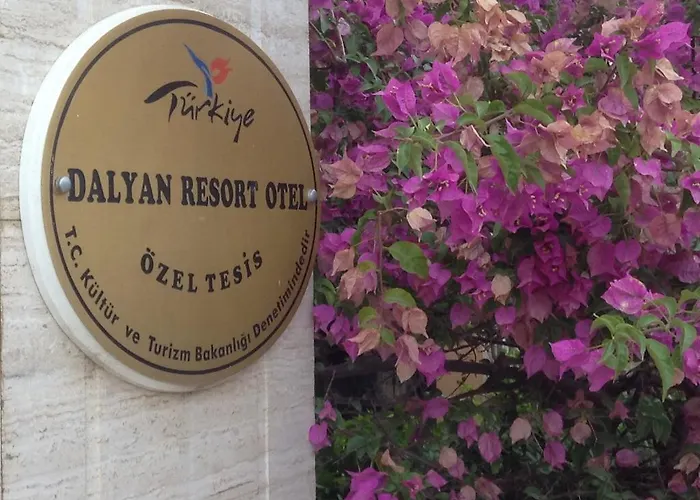 Türkiye
DALYAN RESORT OTEL
ÖZEL TESİS
T.C. Kültür ve Turizm Bakanlığı Denetimindedir